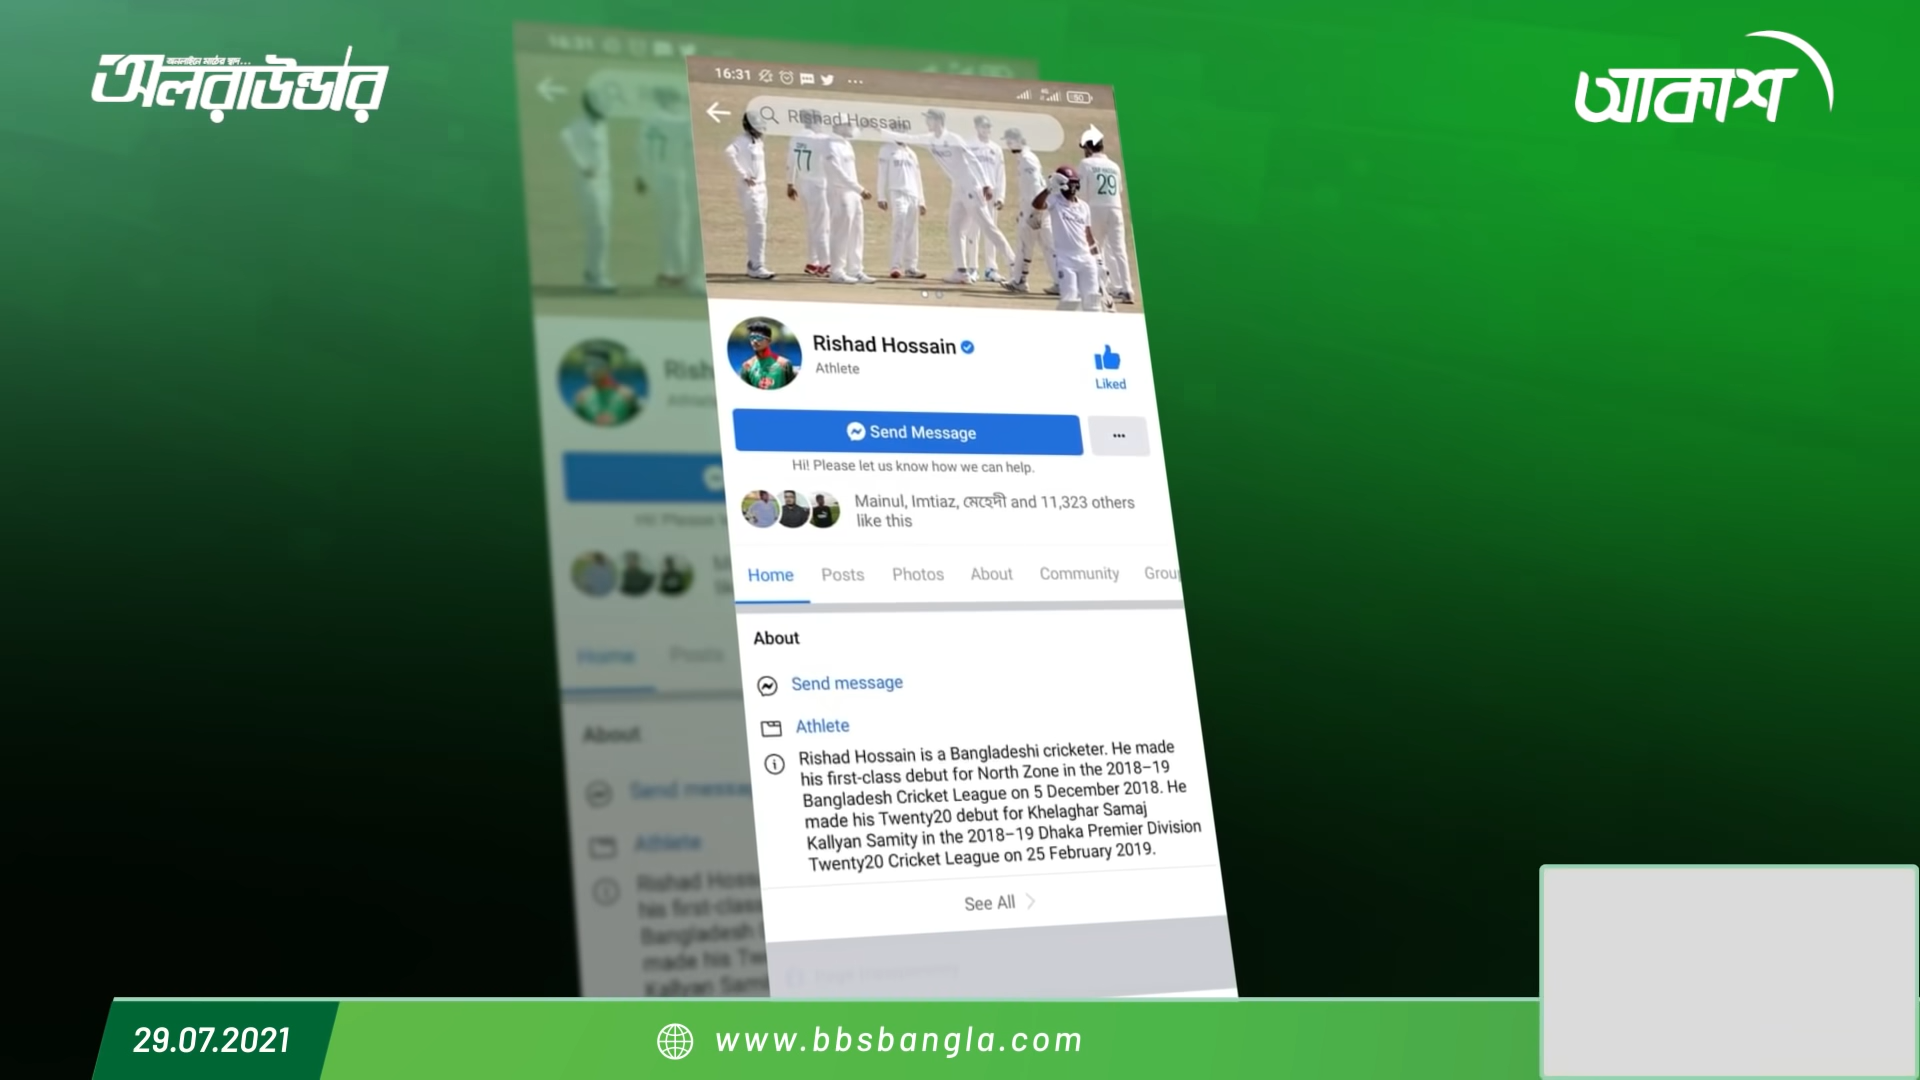 অনলাইনে মাঠের স্বাদ...
অলরাউন্ডার
আকাশ
16:31
Rishad Hossain
77
29
Rishad Hossain
Athlete
Liked
Send Message
Hi! Please let us know how we can help.
Mainul, Imtiaz, মেহেদী and 11,323 others
like this
Home Posts Photos About Community Grou
About
Send message
Athlete
Rishad Hossain is a Bangladeshi cricketer. He made
his first-class debut for North Zone in the 2018–19
Bangladesh Cricket League on 5 December 2018. He
made his Twenty20 debut for Khelaghar Samaj
Kallyan Samity in the 2018–19 Dhaka Premier Division
Twenty20 Cricket League on 25 February 2019.
See All
29.07.2021
www.bbsbangla.com